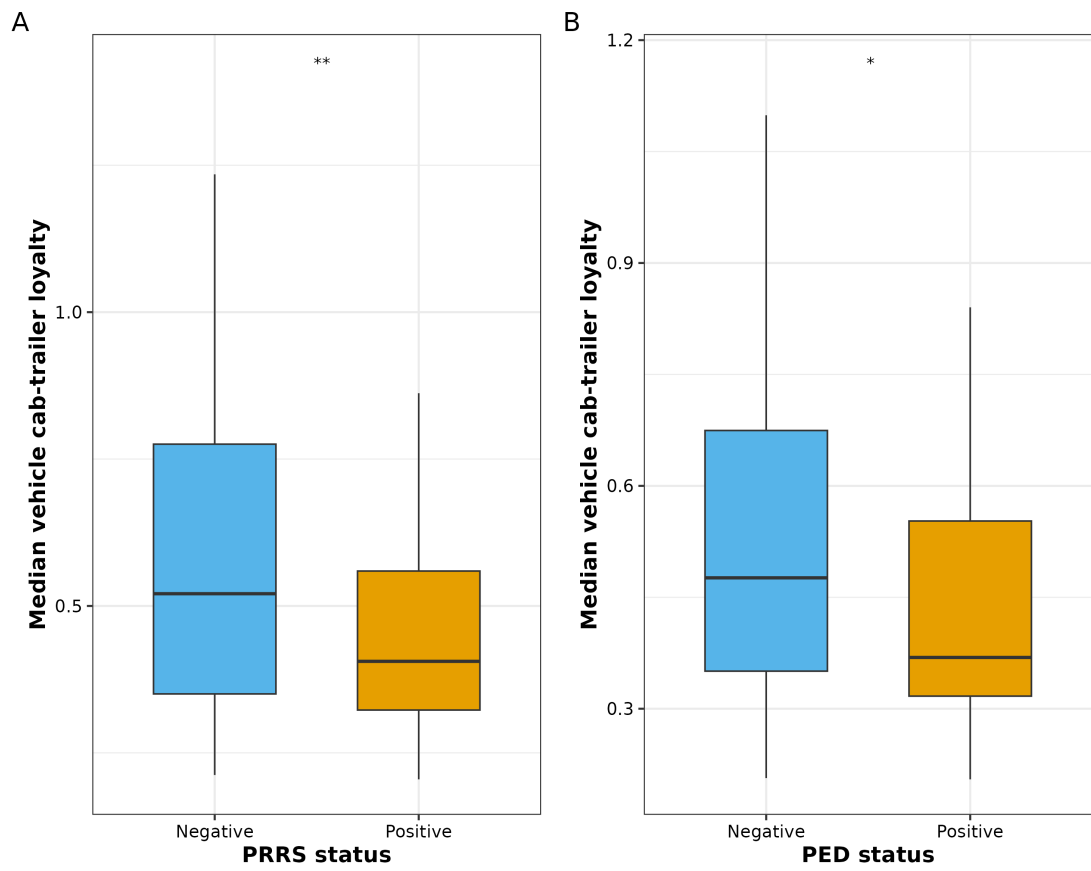 A
**
Median vehicle cab-trailer loyalty
1.0
0.5
Negative
Positive
PRRS status
B
*
Median vehicle cab-trailer loyalty
1.2
0.9
0.6
0.3
Negative
Positive
PED status